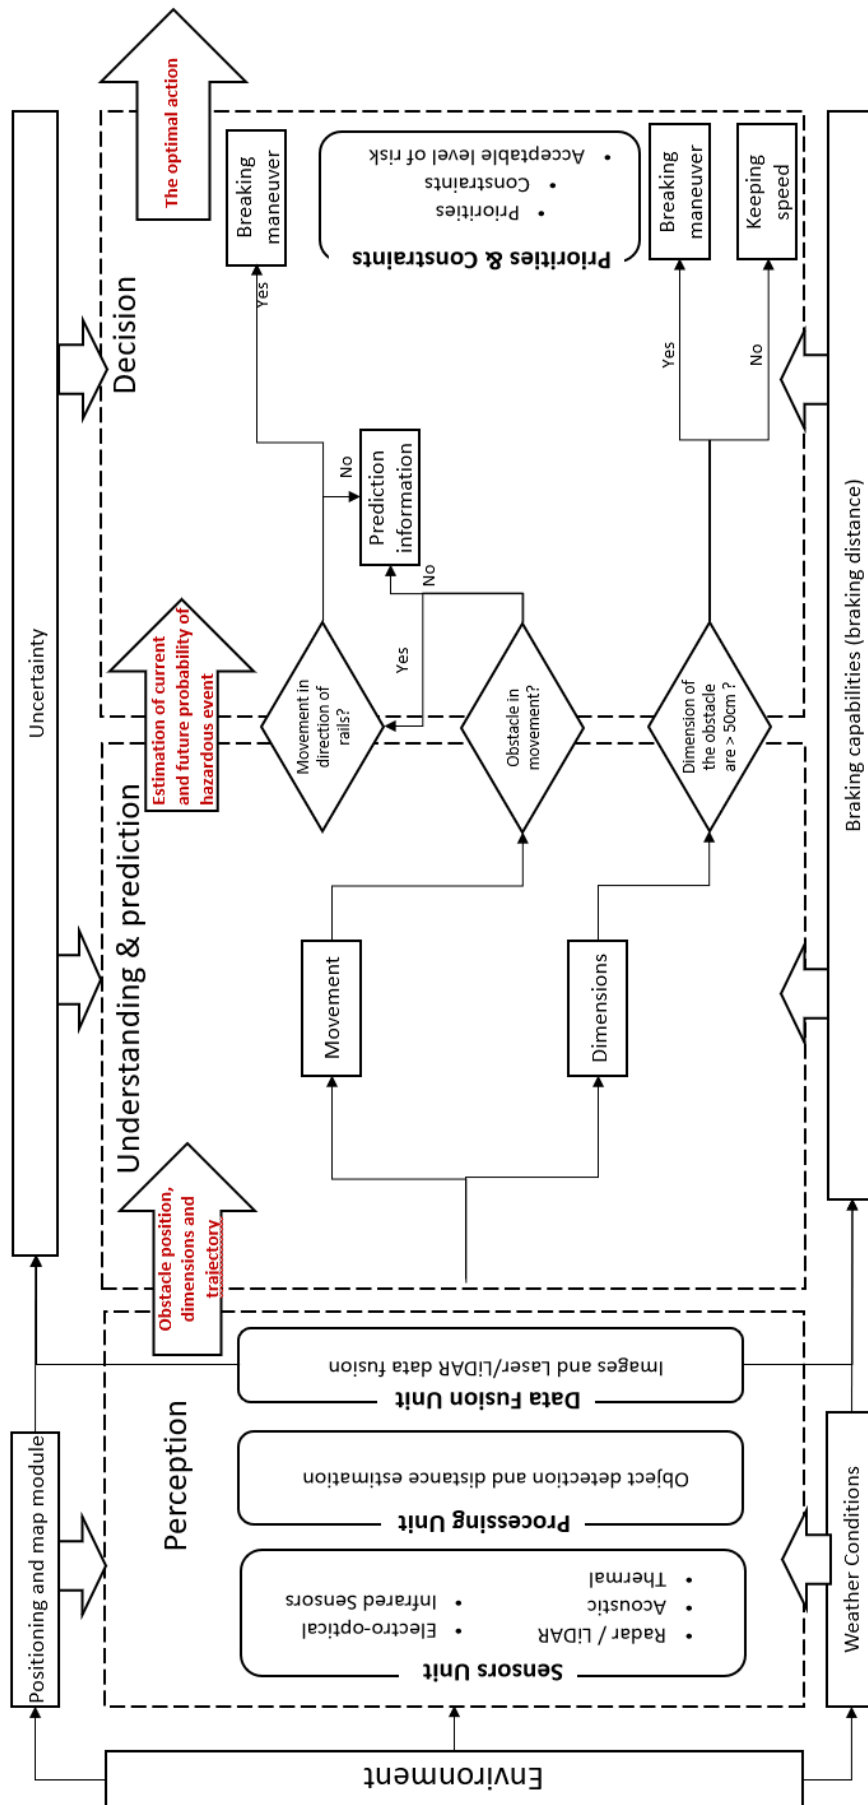 Environment
Positioning and map module
Weather Conditions
Perception
Sensors Unit
• Radar / LiDAR
• Acoustic
• Thermal
• Electro-optical
• Infrared Sensors
Processing Unit
Object detection and distance estimation
Data Fusion Unit
Images and Laser/LiDAR data fusion
Obstacle position,
dimensions and
trajectory
Uncertainty
Understanding & prediction
Movement
Dimensions
Estimation of current
and future probability of
hazardous event
Movement in
direction of
rails?
Obstacle in
movement?
Dimension of
the obstacle
are > 50cm ?
Decision
Yes
No
No
Prediction
information
Yes
Breaking
maneuver
Priorities & Constraints
• Priorities
• Constraints
• Acceptable level of risk
Yes
No
Breaking
maneuver
Keeping
speed
The optimal action
Braking capabilities (braking distance)